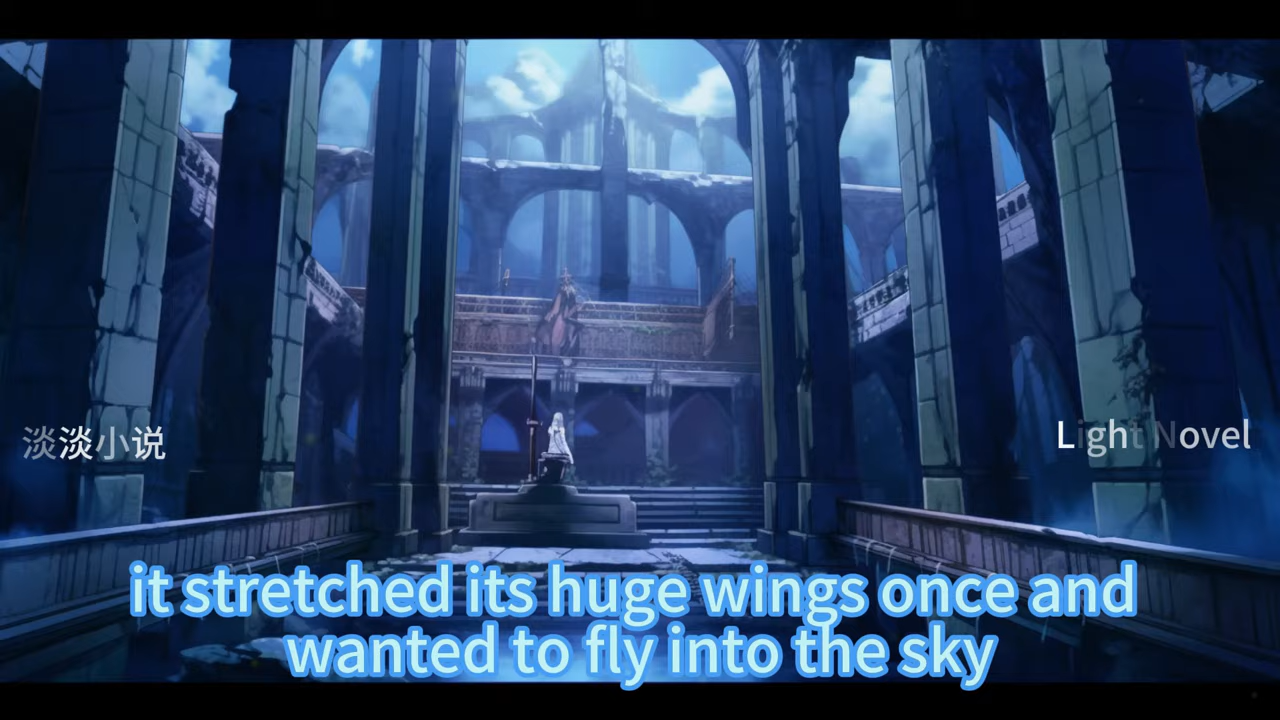 淡淡小说
Light Novel
it stretched its huge wings once and
wanted to fly into the sky